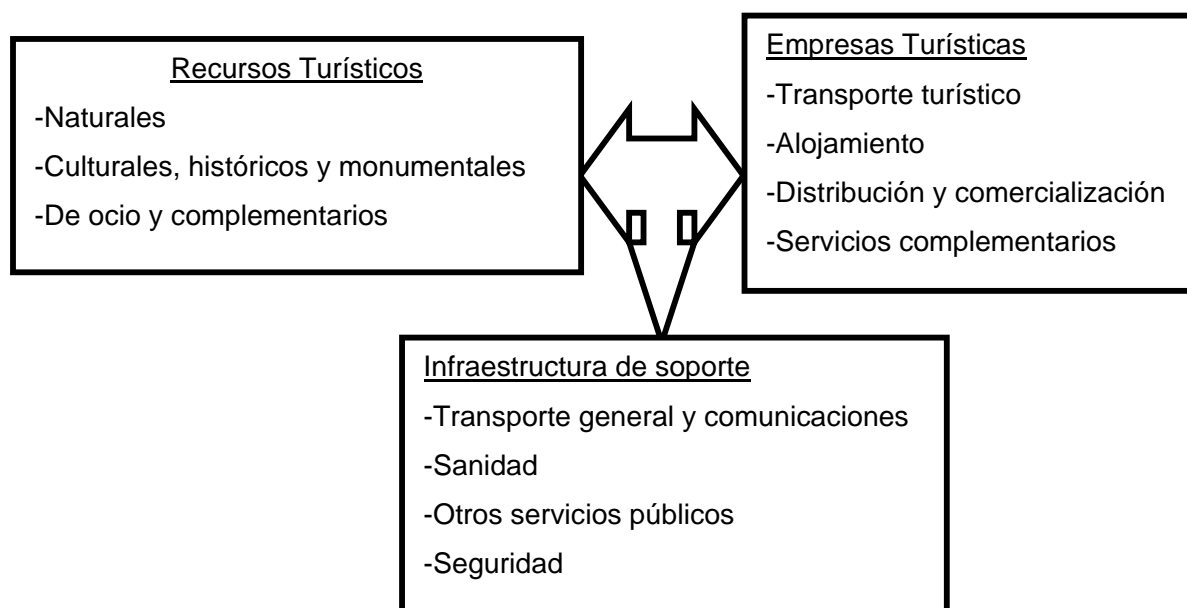 Recursos Turísticos
-Naturales
-Culturales, históricos y monumentales
-De ocio y complementarios
Empresas Turísticas
-Transporte turístico
-Alojamiento
-Distribución y comercialización
-Servicios complementarios
Infraestructura de soporte
-Transporte general y comunicaciones
-Sanidad
-Otros servicios públicos
-Seguridad